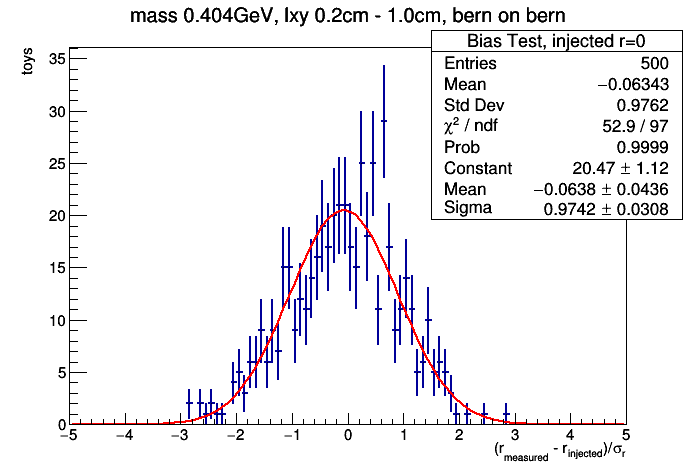 mass 0.404GeV, lxy 0.2cm - 1.0cm, bern on bern
Bias Test, injected r=0
Entries 500
Mean −0.06343
Std Dev 0.9762
χ² / ndf 52.9 / 97
Prob 0.9999
Constant 20.47 ± 1.12
Mean −0.0638 ± 0.0436
Sigma 0.9742 ± 0.0308
toys
35
30
25
20
15
10
5
0
−5 −4 −3 −2 −1 0 1 2 3 4 5
(r_measured - r_injected)/σ_r